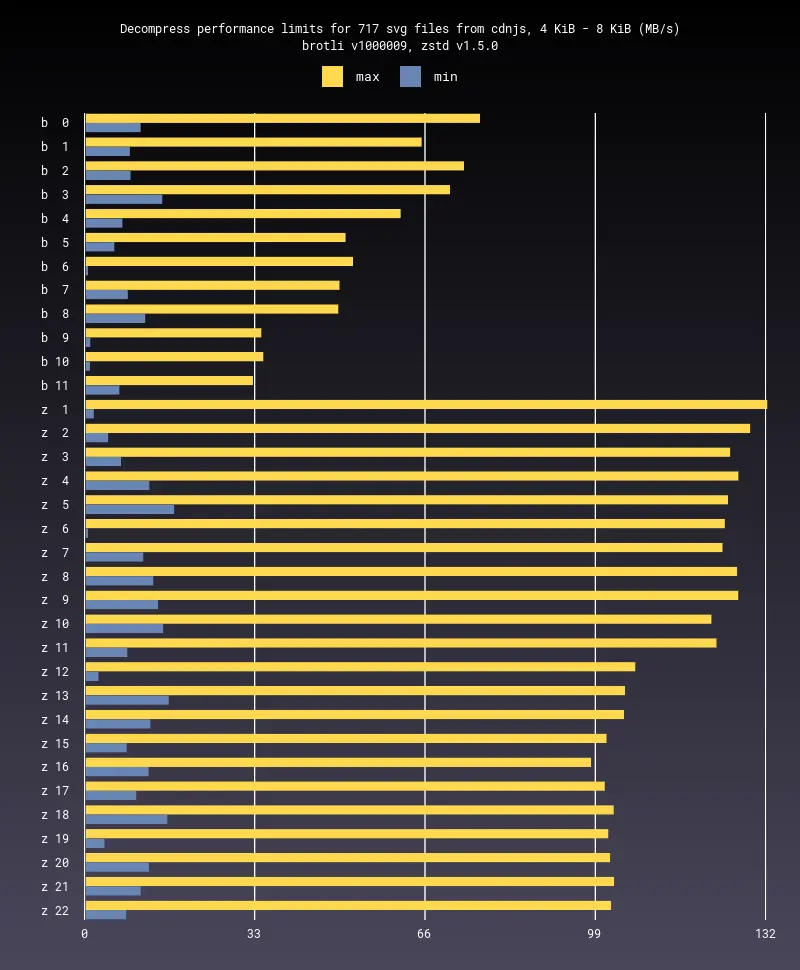 Decompress performance limits for 717 svg files from cdnjs, 4 KiB - 8 KiB (MB/s)
brotli v1000009, zstd v1.5.0
max min
b 0
b 1
b 2
b 3
b 4
b 5
b 6
b 7
b 8
b 9
b 10
b 11
z 1
z 2
z 3
z 4
z 5
z 6
z 7
z 8
z 9
z 10
z 11
z 12
z 13
z 14
z 15
z 16
z 17
z 18
z 19
z 20
z 21
z 22
0 33 66 99 132